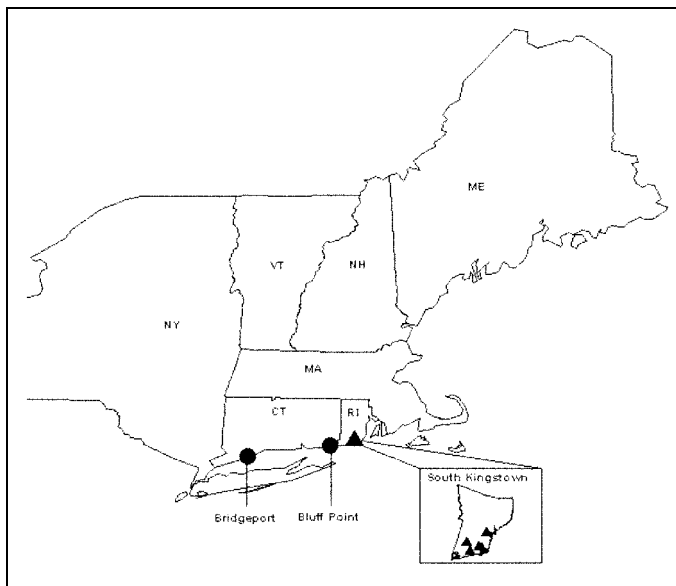 ME
VT
NH
NY
MA
CT
RI
South Kingstown
Bridgeport
Bluff Point